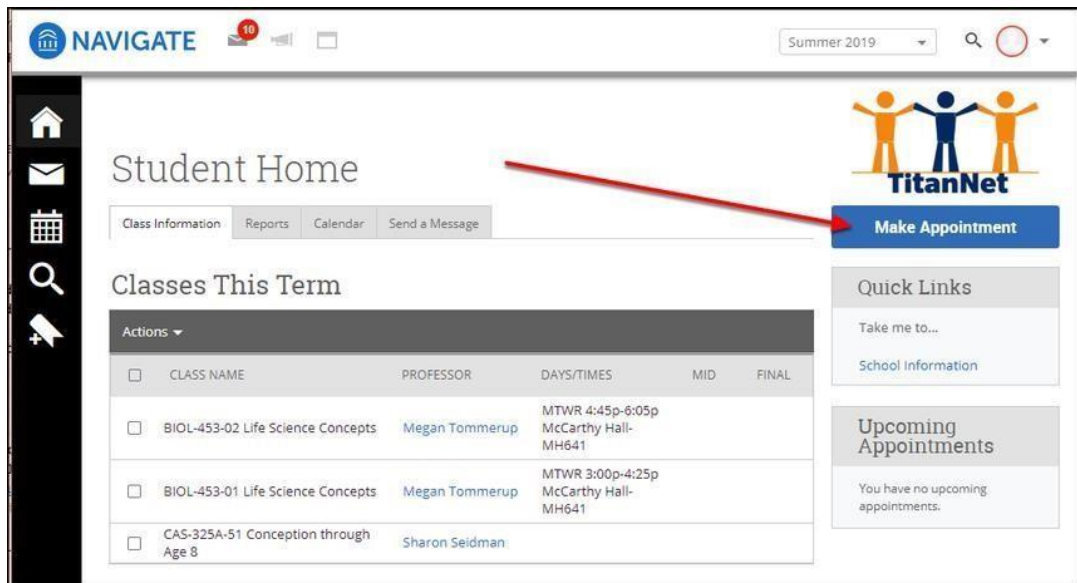 NAVIGATE
10
Summer 2019
TitanNet
Student Home
Make Appointment
Class Information Reports Calendar Send a Message
Classes This Term
Actions
CLASS NAME PROFESSOR DAYS/TIMES MID FINAL
BIOL-453-02 Life Science Concepts Megan Tommerup MTWR 4:45p-6:05p
McCarthy Hall-
MH641
BIOL-453-01 Life Science Concepts Megan Tommerup MTWR 3:00p-4:25p
McCarthy Hall-
MH641
CAS-325A-51 Conception through
Age 8
Sharon Seidman
Quick Links
Take me to...
School Information
Upcoming
Appointments
You have no upcoming
appointments.